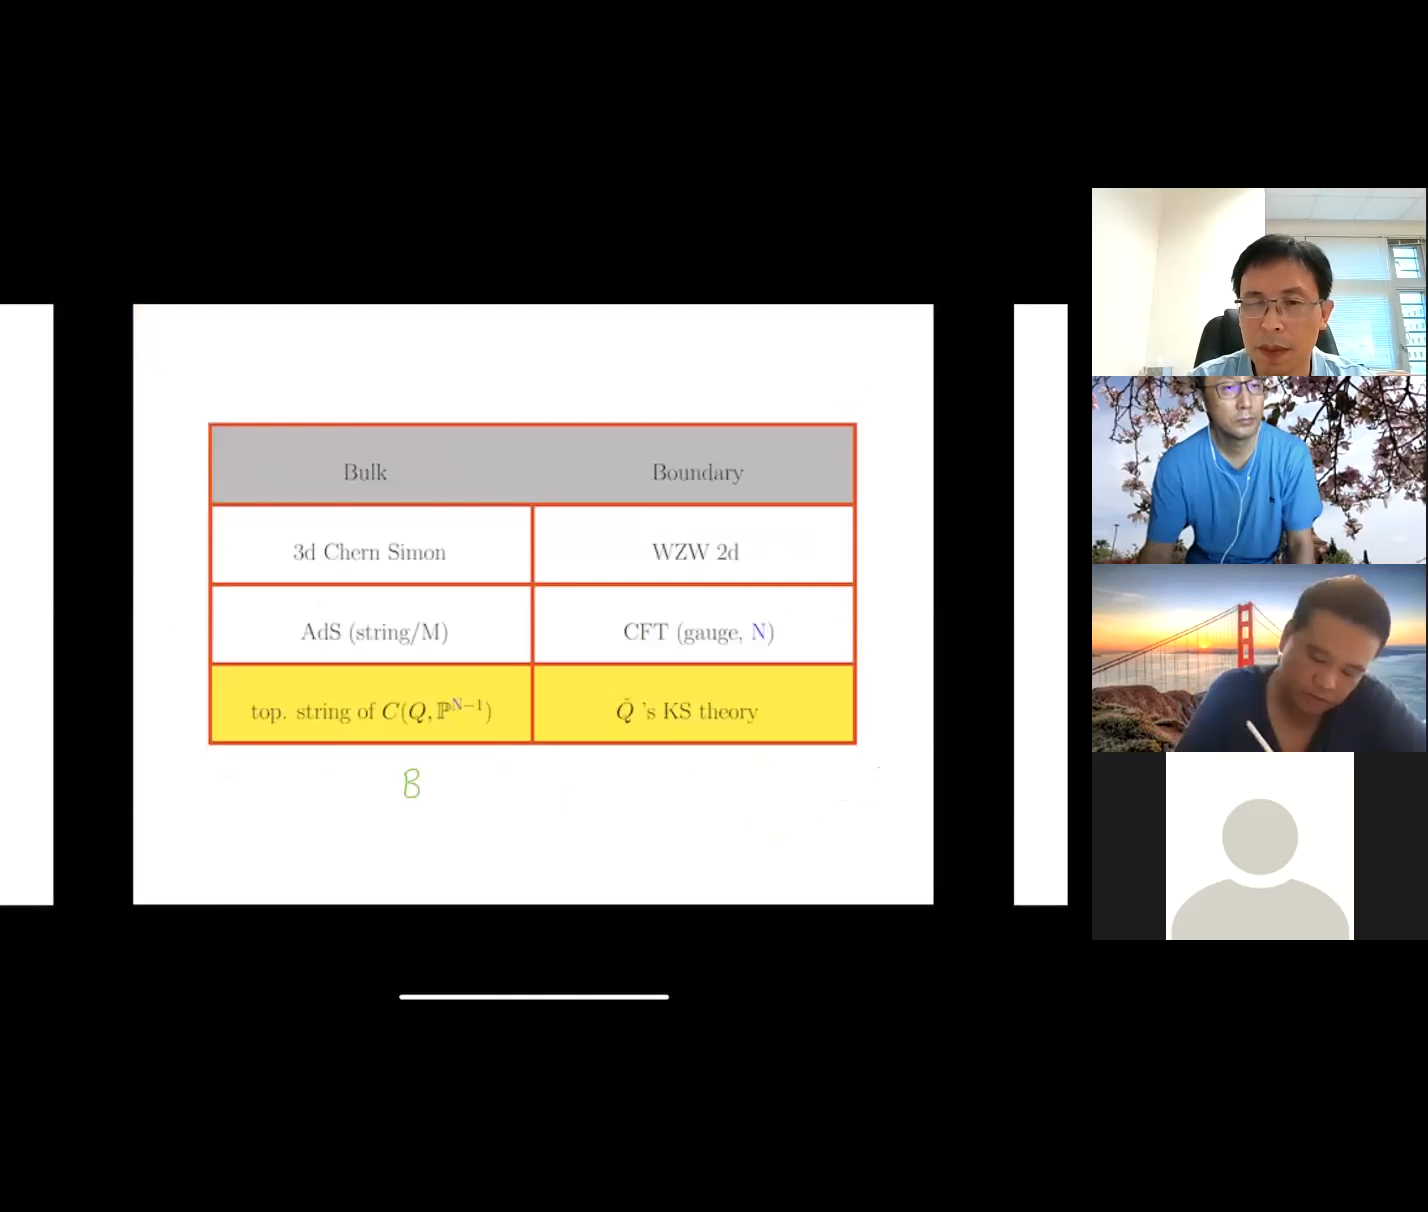 Bulk Boundary
3d Chern Simon WZW 2d
AdS (string/M) CFT (gauge, N)
top. string of C(Q, ℙ^{N−1}) Q̌ 's KS theory
B